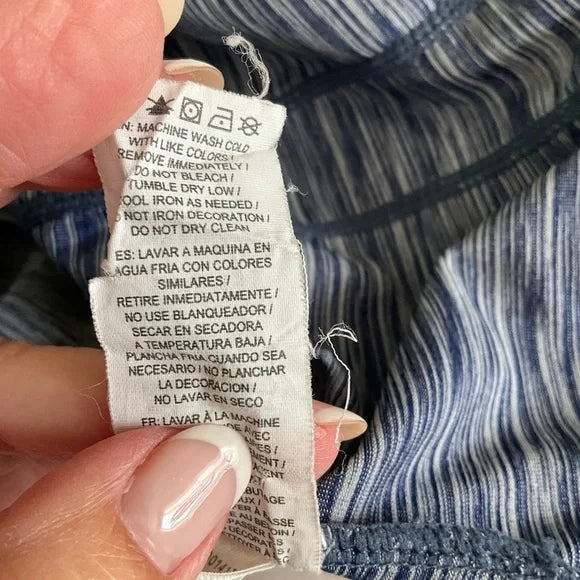 EN: MACHINE WASH COLD
WITH LIKE COLORS /
REMOVE IMMEDIATELY /
DO NOT BLEACH /
TUMBLE DRY LOW /
COOL IRON AS NEEDED /
DO NOT IRON DECORATION /
DO NOT DRY CLEAN
ES: LAVAR A MAQUINA EN
AGUA FRIA CON COLORES
SIMILARES /
RETIRE INMEDIATAMENTE /
NO USE BLANQUEADOR /
SECAR EN SECADORA
A TEMPERATURA BAJA /
PLANCHA FRIA CUANDO SEA
NECESARIO / NO PLANCHAR
LA DECORACION /
NO LAVAR EN SECO
FR: LAVAR À LA MACHINE
AVEC